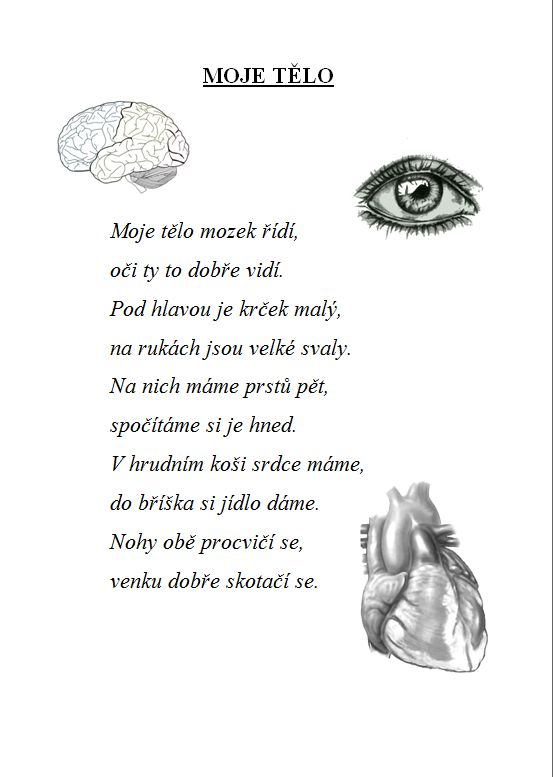 MOJE TĚLO
Moje tělo mozek řídí,
oči ty to dobře vidí.
Pod hlavou je krček malý,
na rukách jsou velké svaly.
Na nich máme prstů pět,
spočítáme si je hned.
V hrudním koši srdce máme,
do bříška si jídlo dáme.
Nohy obě procvičí se,
venku dobře skotačí se.